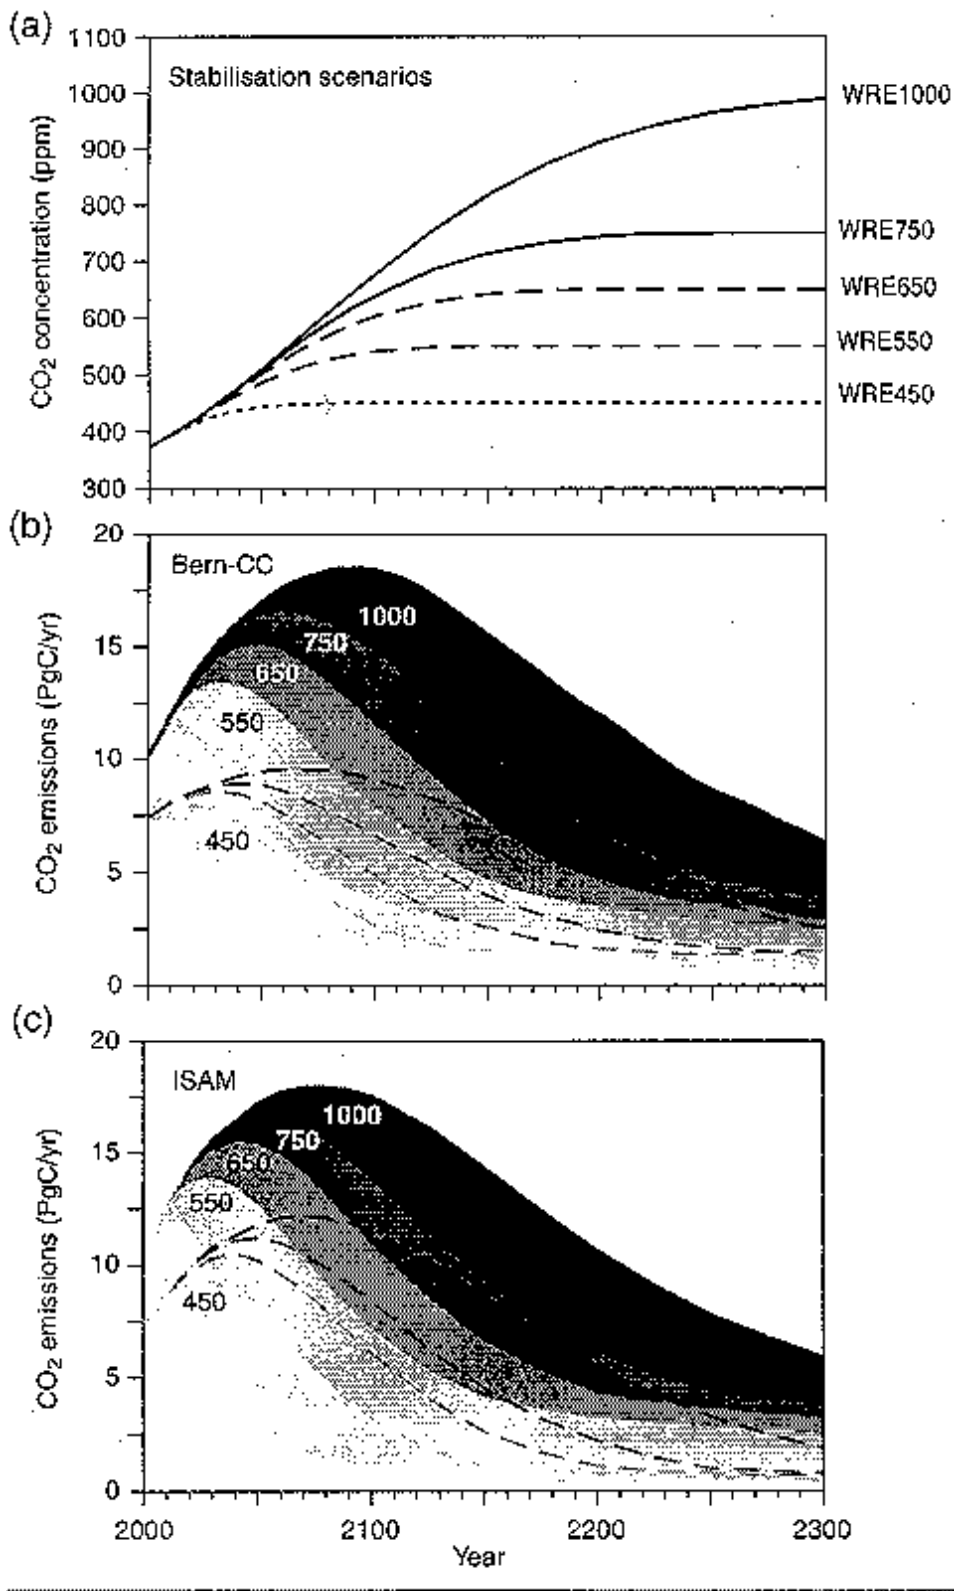 (a)
1100
1000
900
800
700
600
500
400
300
CO₂ concentration (ppm)
Stabilisation scenarios
WRE1000
WRE750
WRE650
WRE550
WRE450
(b)
20
15
10
5
0
CO₂ emissions (PgC/yr)
Bern-CC
1000
750
650
550
450
(c)
20
15
10
5
0
CO₂ emissions (PgC/yr)
ISAM
1000
750
650
550
450
2000 2100 2200 2300
Year